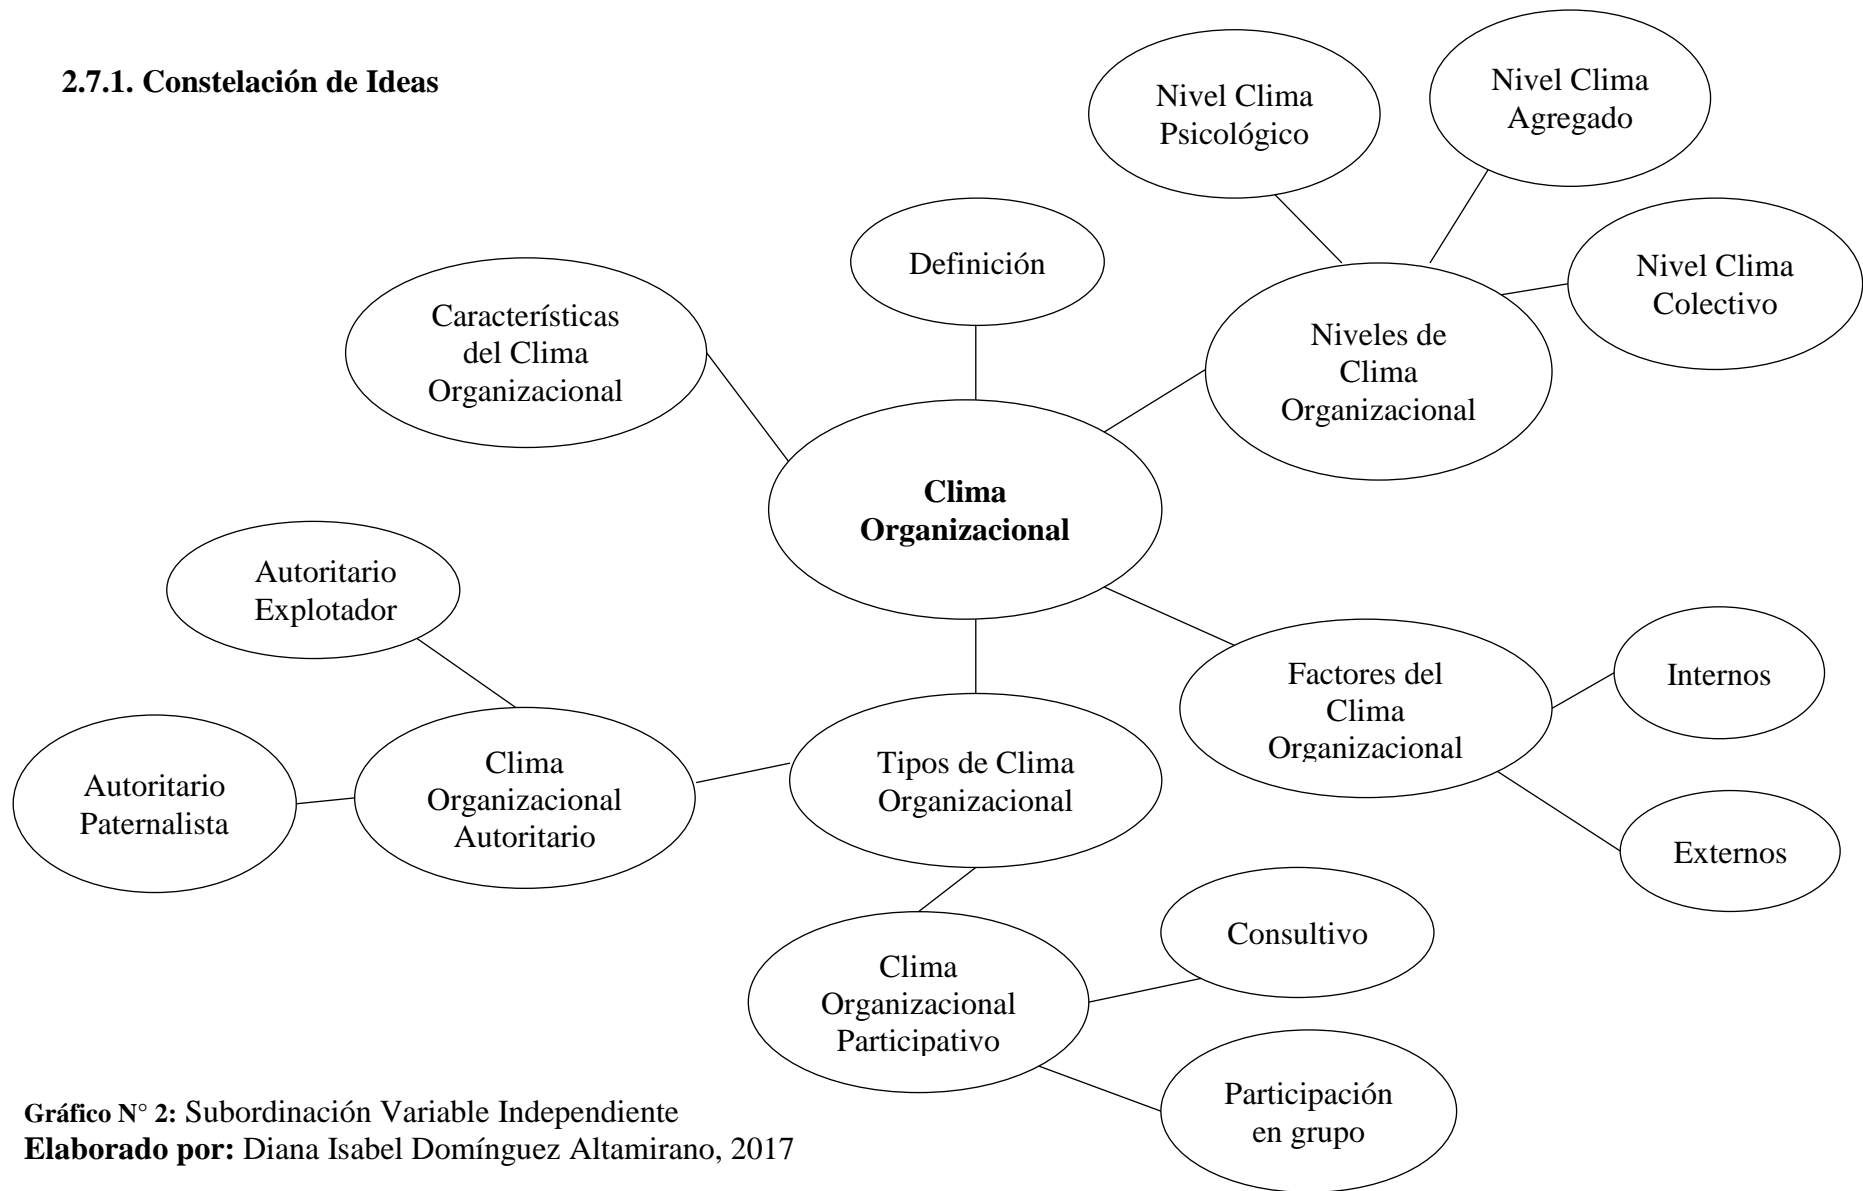 2.7.1. Constelación de Ideas
Nivel Clima
Psicológico
Nivel Clima
Agregado
Nivel Clima
Colectivo
Definición
Características
del Clima
Organizacional
Niveles de
Clima
Organizacional
Clima
Organizacional
Autoritario
Explotador
Autoritario
Paternalista
Clima
Organizacional
Autoritario
Tipos de Clima
Organizacional
Factores del
Clima
Organizacional
Internos
Externos
Clima
Organizacional
Participativo
Consultivo
Participación
en grupo
Gráfico N° 2: Subordinación Variable Independiente
Elaborado por: Diana Isabel Domínguez Altamirano, 2017